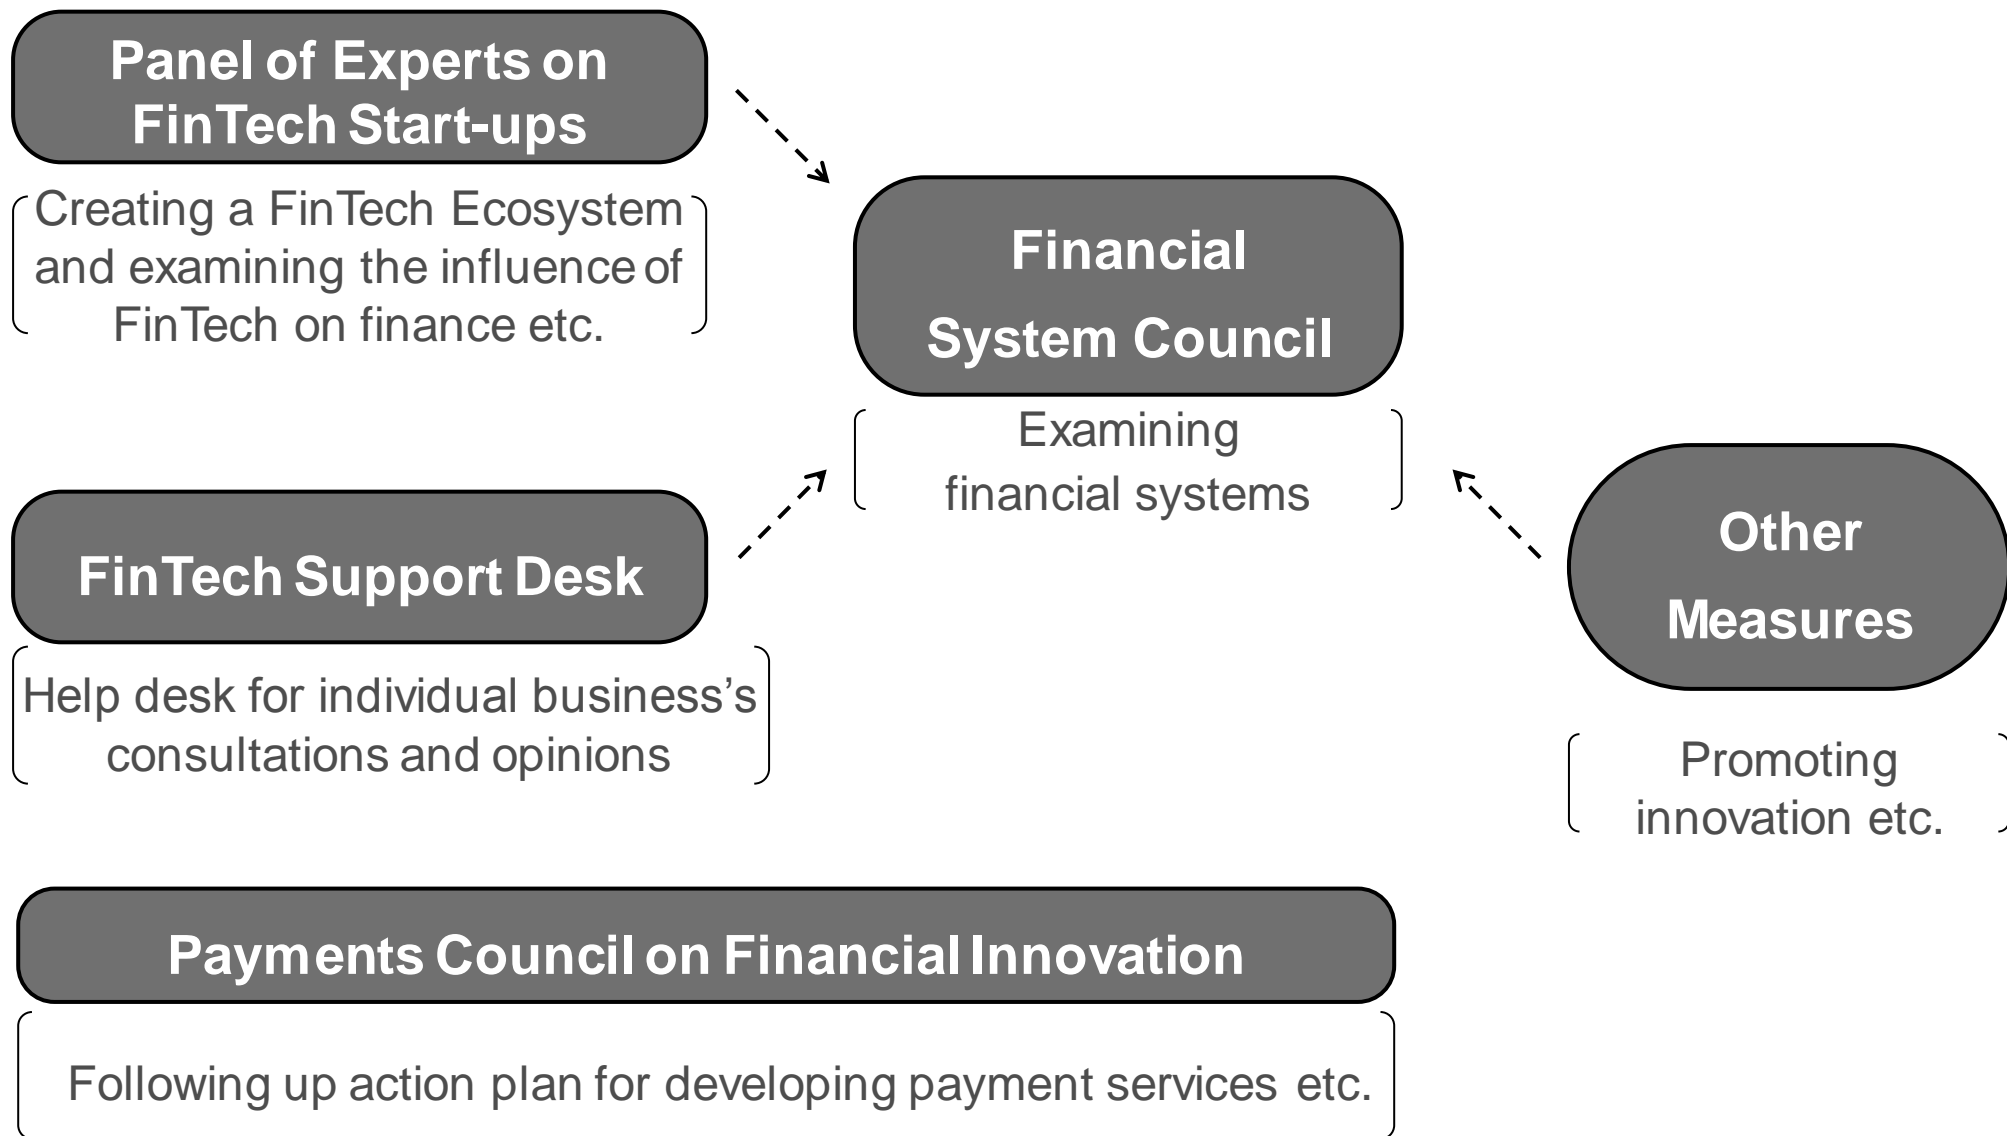 Panel of Experts on
FinTech Start-ups
Creating a FinTech Ecosystem
and examining the influence of
FinTech on finance etc.
Financial
System Council
Examining
financial systems
FinTech Support Desk
Help desk for individual business’s
consultations and opinions
Other
Measures
Promoting
innovation etc.
Payments Council on Financial Innovation
Following up action plan for developing payment services etc.